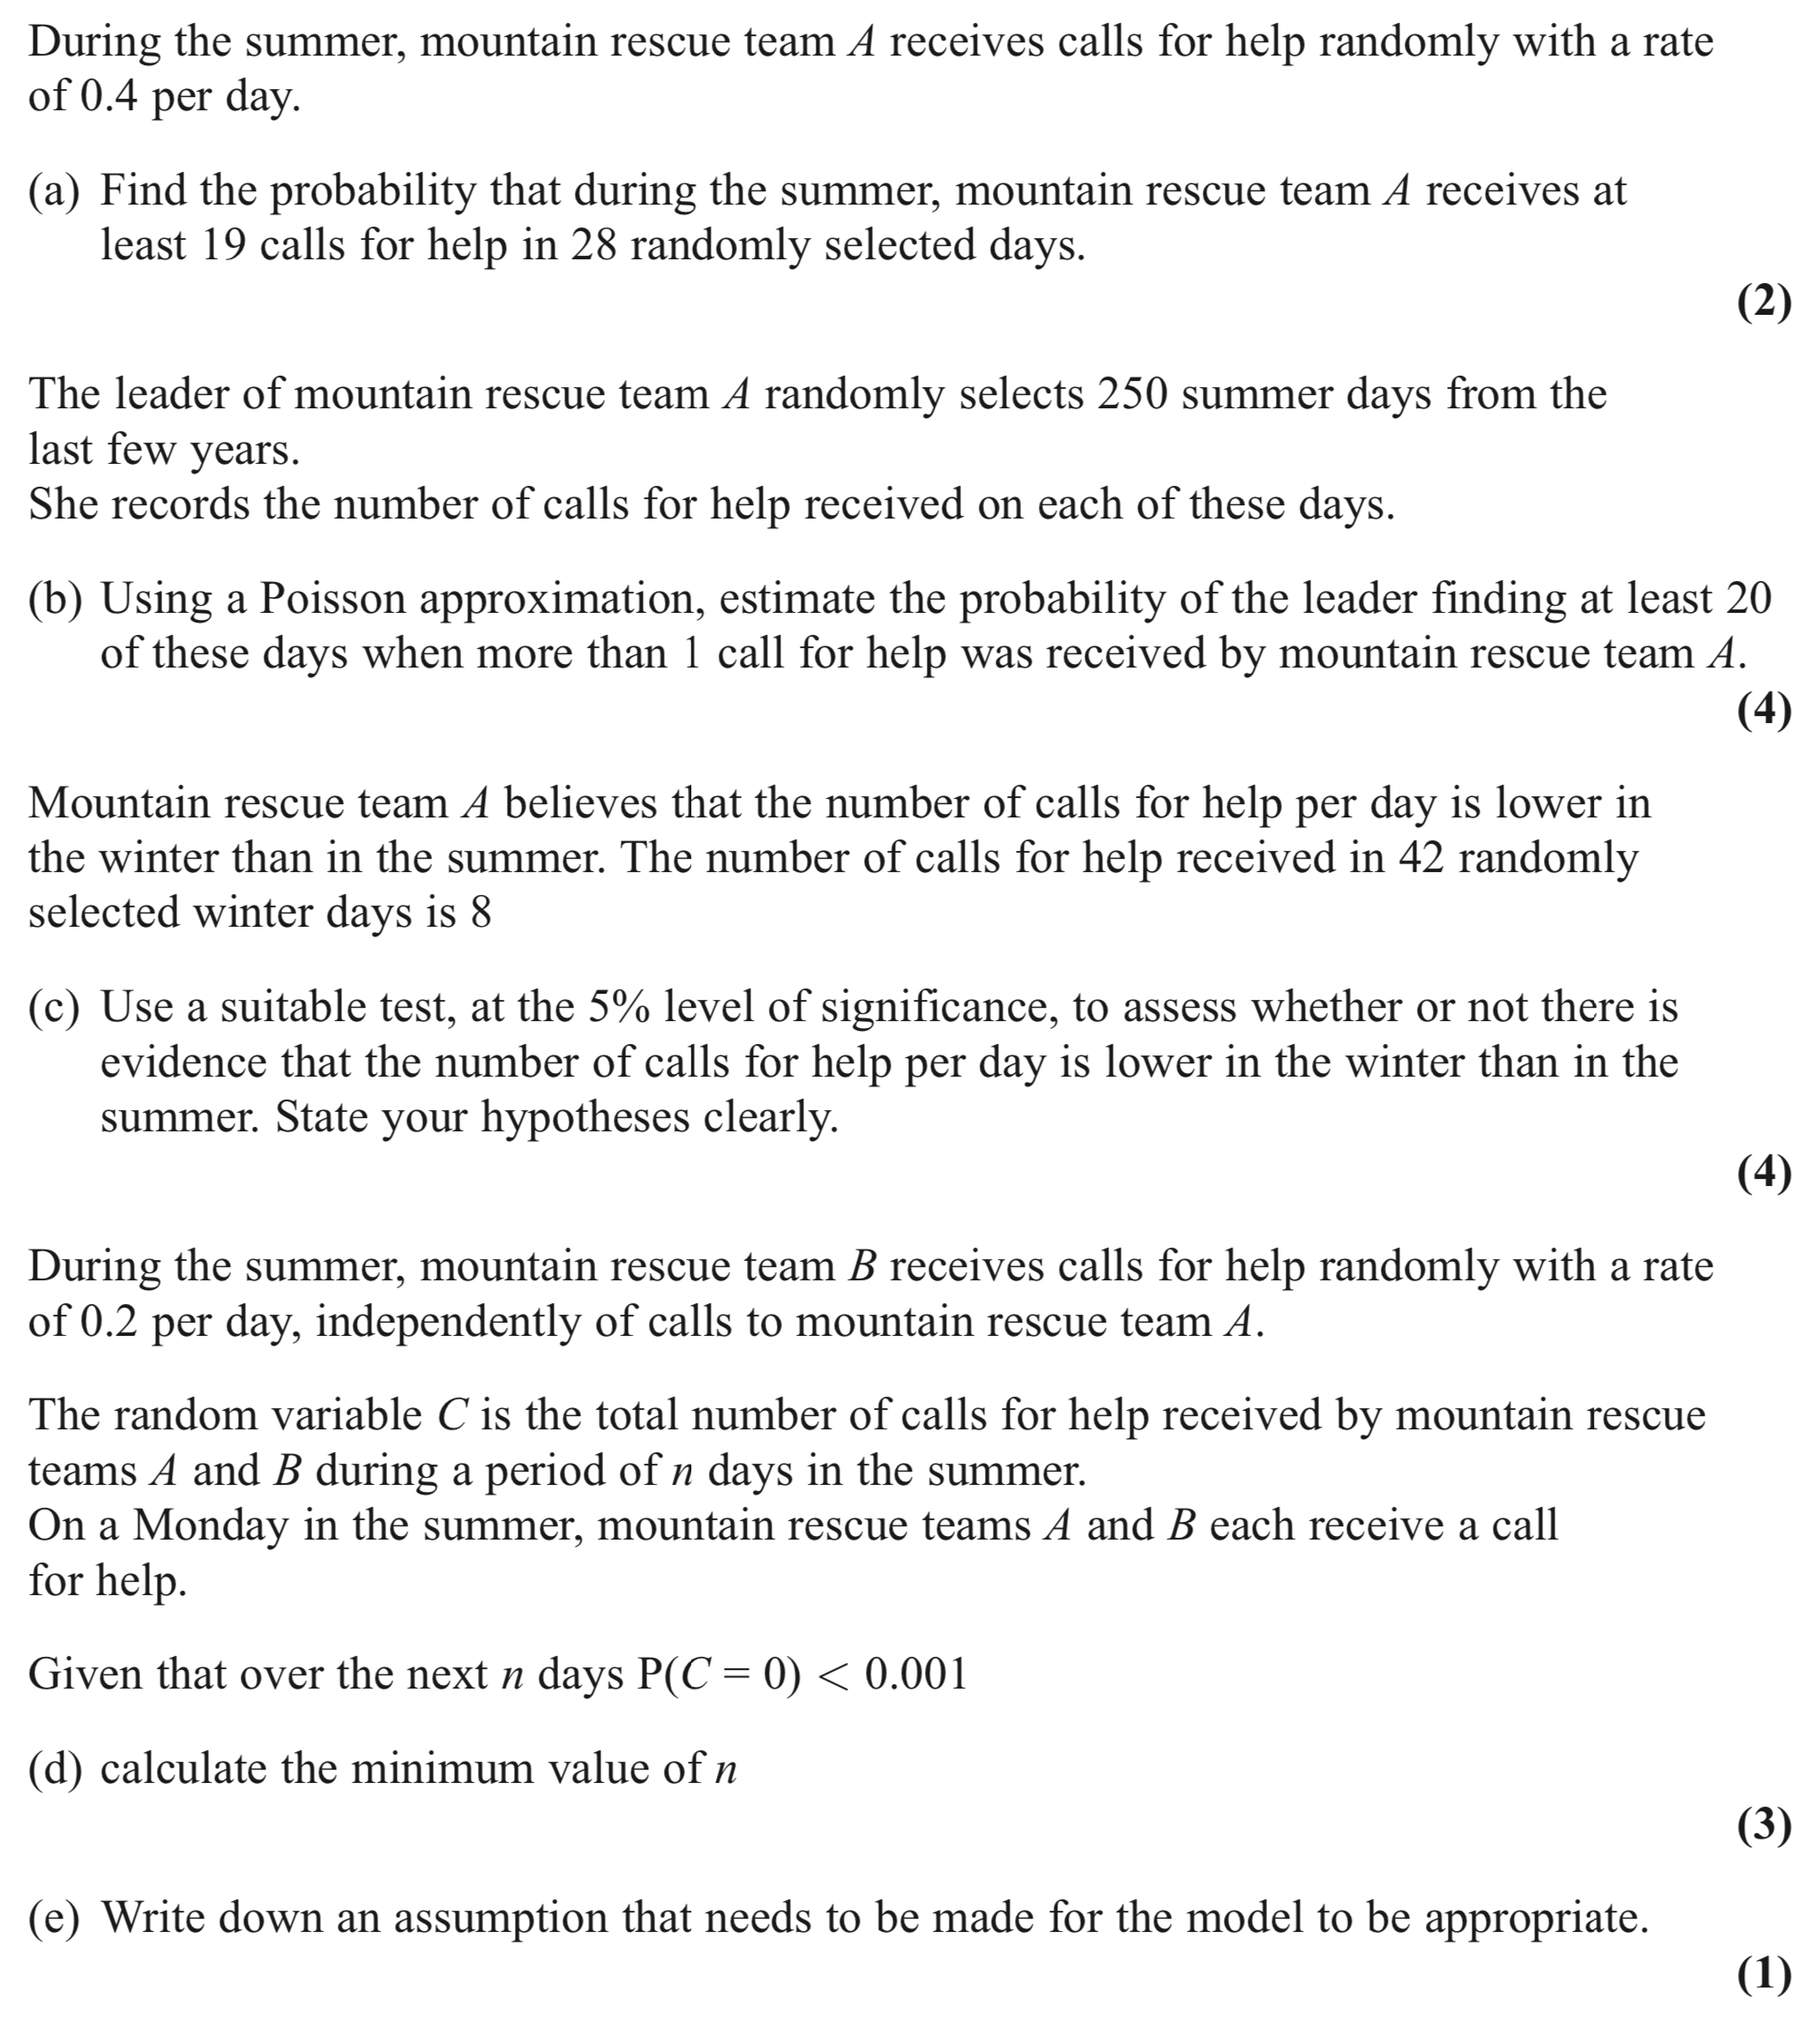 During the summer, mountain rescue team A receives calls for help randomly with a rate
of 0.4 per day.
(a) Find the probability that during the summer, mountain rescue team A receives at
least 19 calls for help in 28 randomly selected days.
(2)
The leader of mountain rescue team A randomly selects 250 summer days from the
last few years.
She records the number of calls for help received on each of these days.
(b) Using a Poisson approximation, estimate the probability of the leader finding at least 20
of these days when more than 1 call for help was received by mountain rescue team A.
(4)
Mountain rescue team A believes that the number of calls for help per day is lower in
the winter than in the summer. The number of calls for help received in 42 randomly
selected winter days is 8
(c) Use a suitable test, at the 5% level of significance, to assess whether or not there is
evidence that the number of calls for help per day is lower in the winter than in the
summer. State your hypotheses clearly.
(4)
During the summer, mountain rescue team B receives calls for help randomly with a rate
of 0.2 per day, independently of calls to mountain rescue team A.
The random variable C is the total number of calls for help received by mountain rescue
teams A and B during a period of n days in the summer.
On a Monday in the summer, mountain rescue teams A and B each receive a call
for help.
Given that over the next n days P(C = 0) < 0.001
(d) calculate the minimum value of n
(3)
(e) Write down an assumption that needs to be made for the model to be appropriate.
(1)